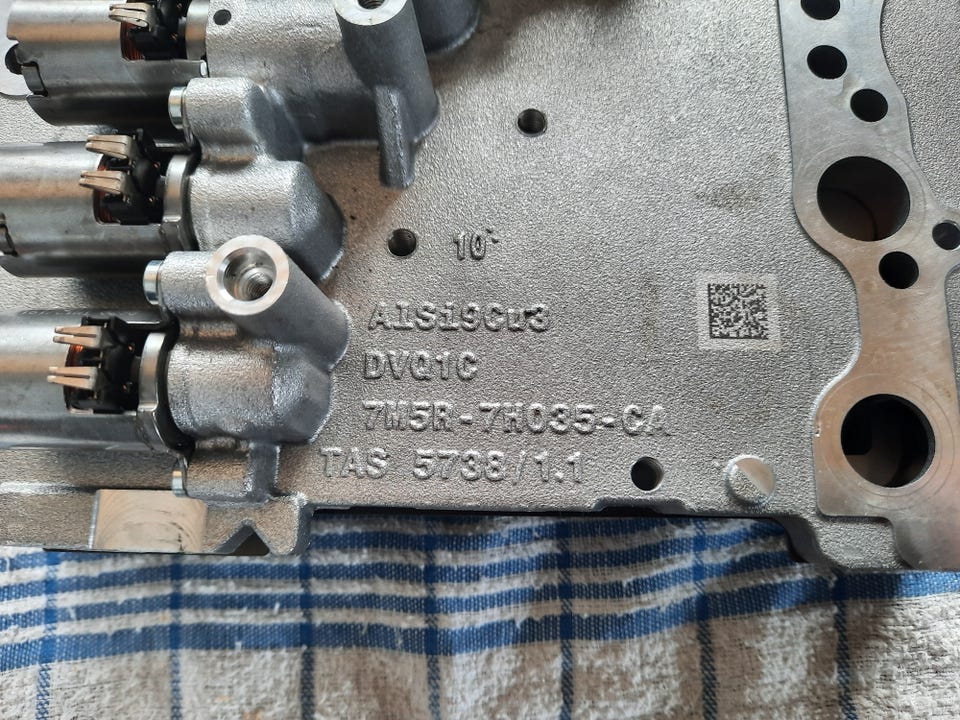 10
AlSi9Cu3
DVQ1C
7M5R-7H035-CA
TAS 5738/1.1